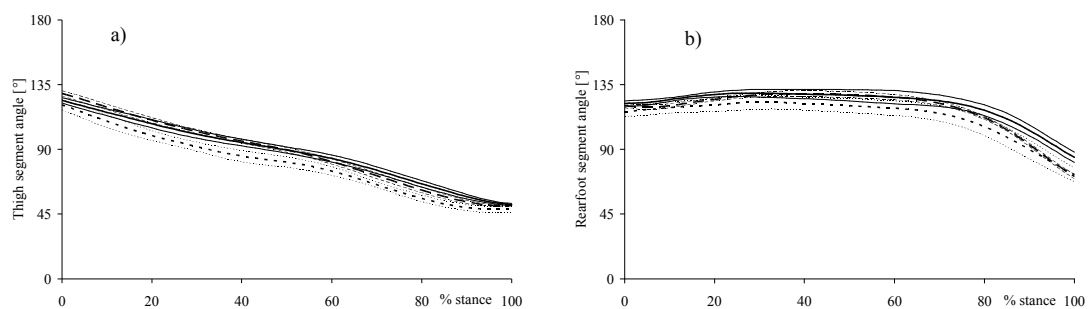 a)
Thigh segment angle [°]
180
135
90
45
0
0 20 40 60 80 % stance 100
b)
Rearfoot segment angle [°]
180
135
90
45
0
0 20 40 60 80 % stance 100